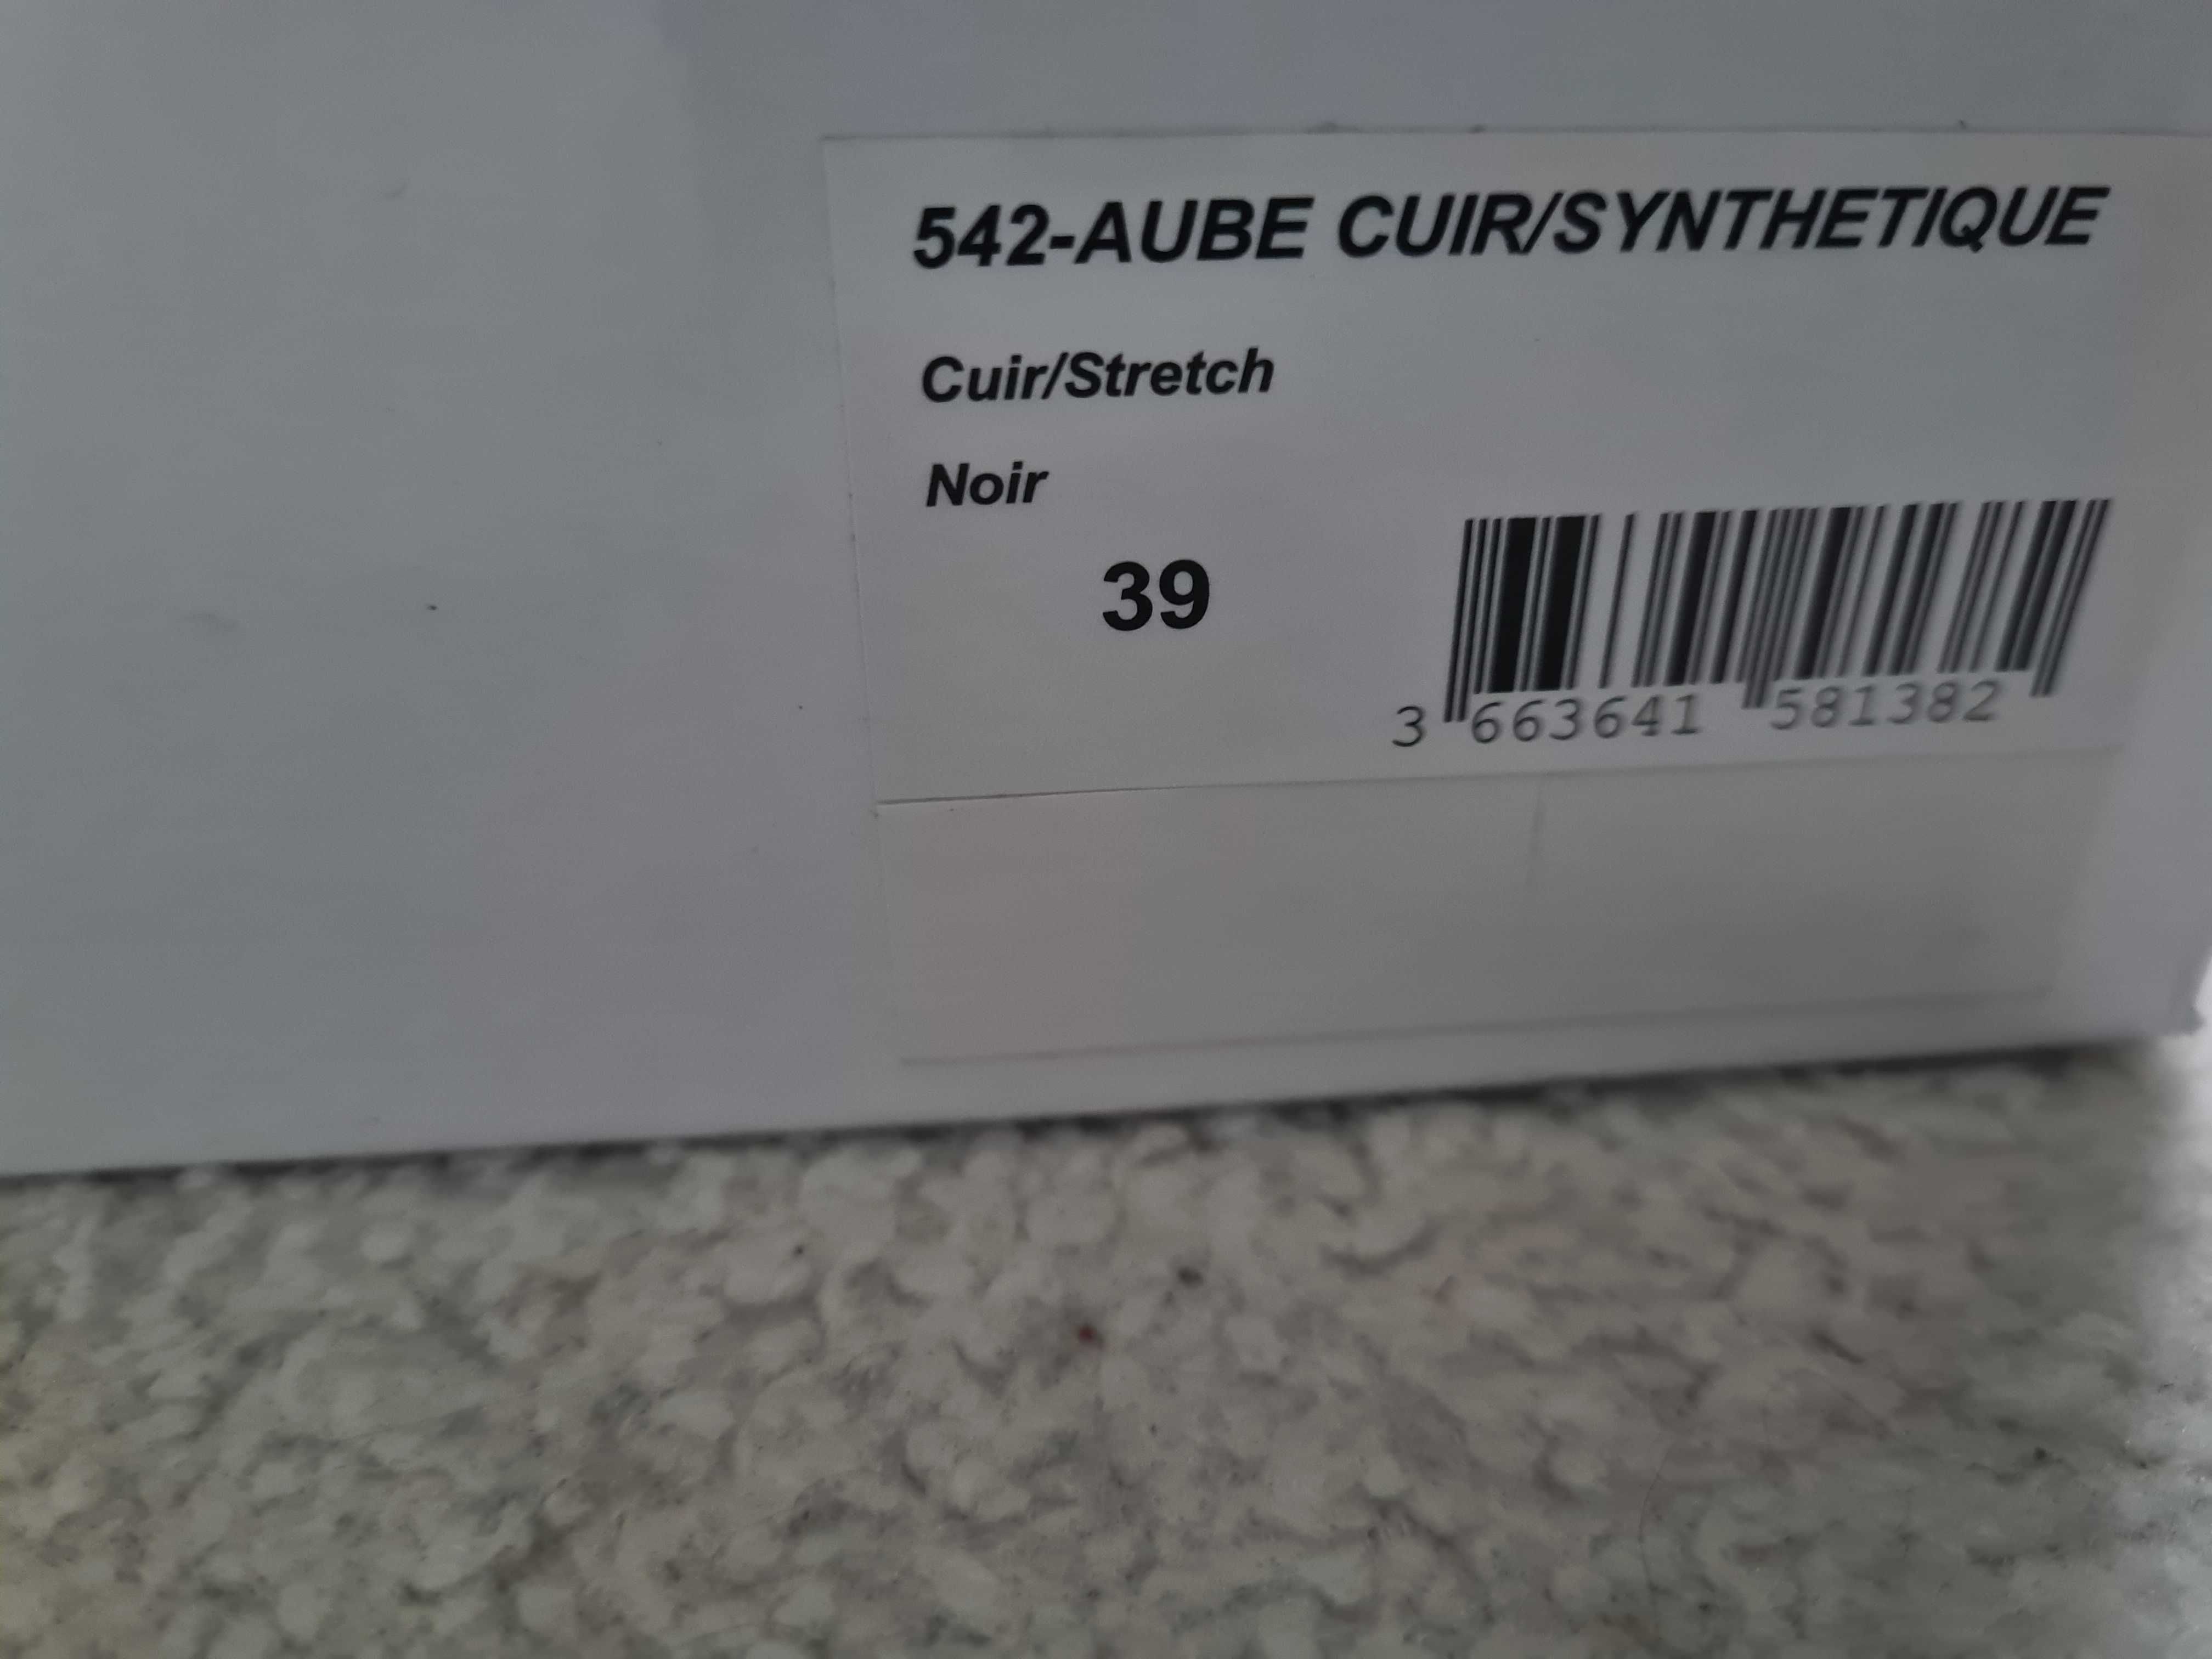 542-AUBE CUIR/SYNTHETIQUE
Cuir/Stretch
Noir
39
3 663641 581382